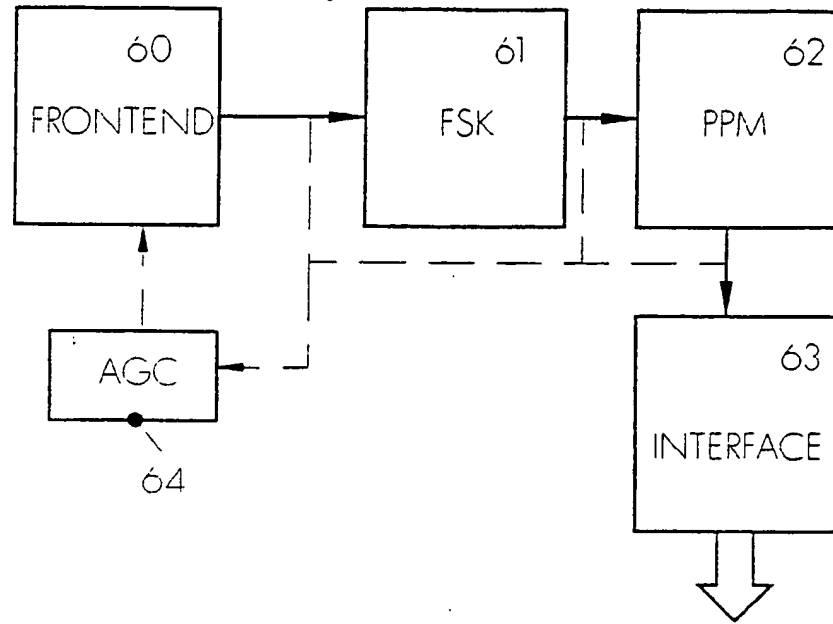 60
FRONTEND
61
FSK
62
PPM
AGC
64
63
INTERFACE